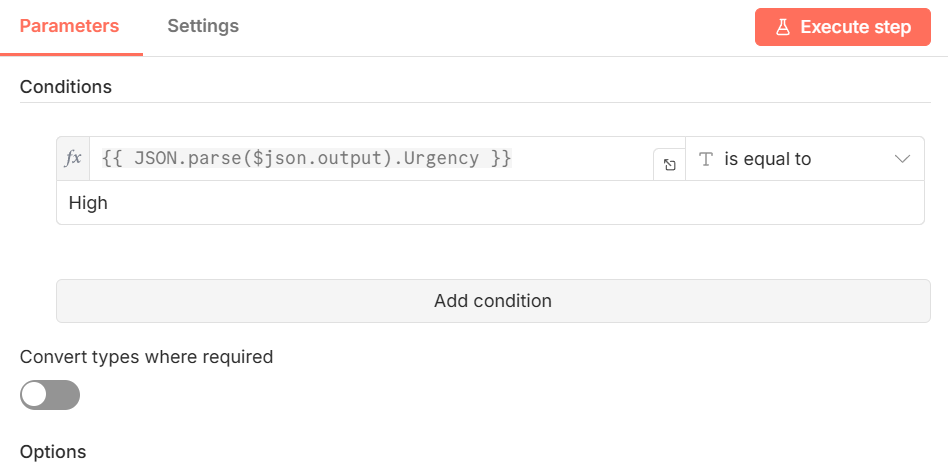 Parameters Settings Execute step
Conditions
fx {{ JSON.parse($json.output).Urgency }} T is equal to
High
Add condition
Convert types where required
Options